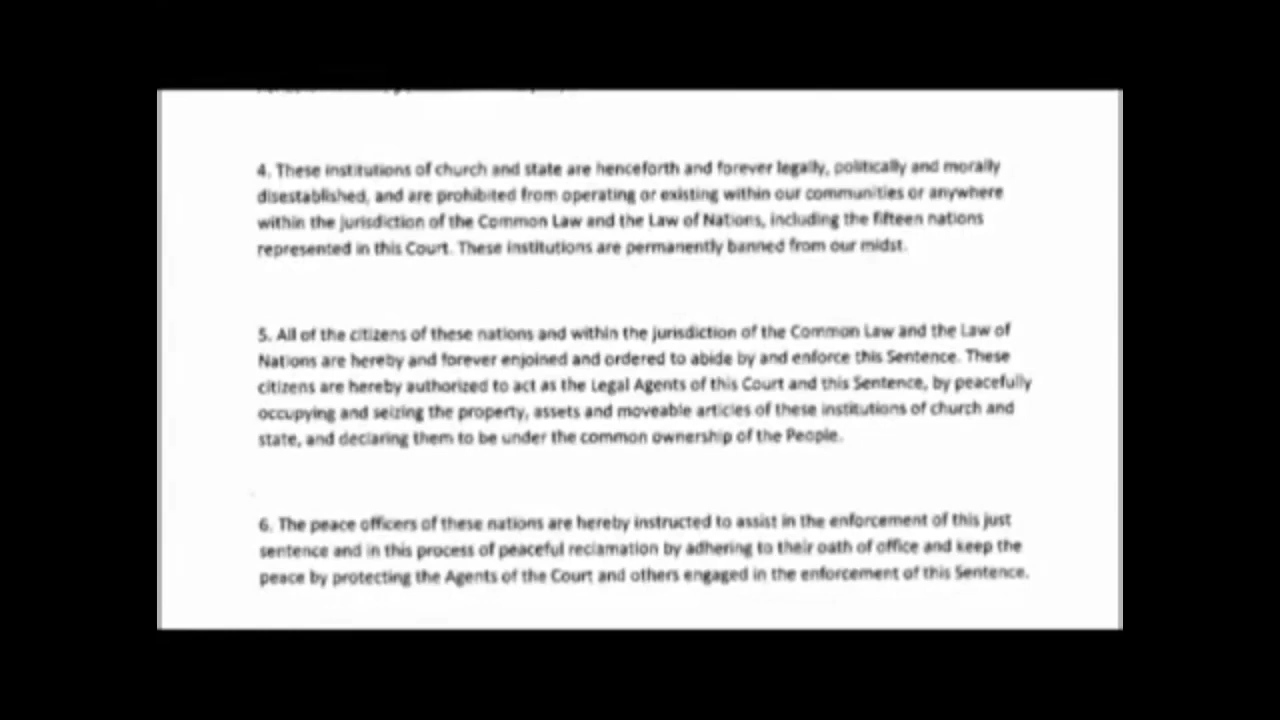 4. These institutions of church and state are henceforth and forever legally, politically and morally
disestablished, and are prohibited from operating or existing within our communities or anywhere
within the jurisdiction of the Common Law and the Law of Nations, including the fifteen nations
represented in this Court. These institutions are permanently banned from our midst.
5. All of the citizens of these nations and within the jurisdiction of the Common Law and the Law of
Nations are hereby and forever enjoined and ordered to abide by and enforce this Sentence. These
citizens are hereby authorized to act as the Legal Agents of this Court and this Sentence, by peacefully
occupying and seizing the property, assets and moveable articles of these institutions of church and
state, and declaring them to be under the common ownership of the People.
6. The peace officers of these nations are hereby instructed to assist in the enforcement of this just
sentence and in this process of peaceful reclamation by adhering to their oath of office and keep the
peace by protecting the Agents of the Court and others engaged in the enforcement of this Sentence.